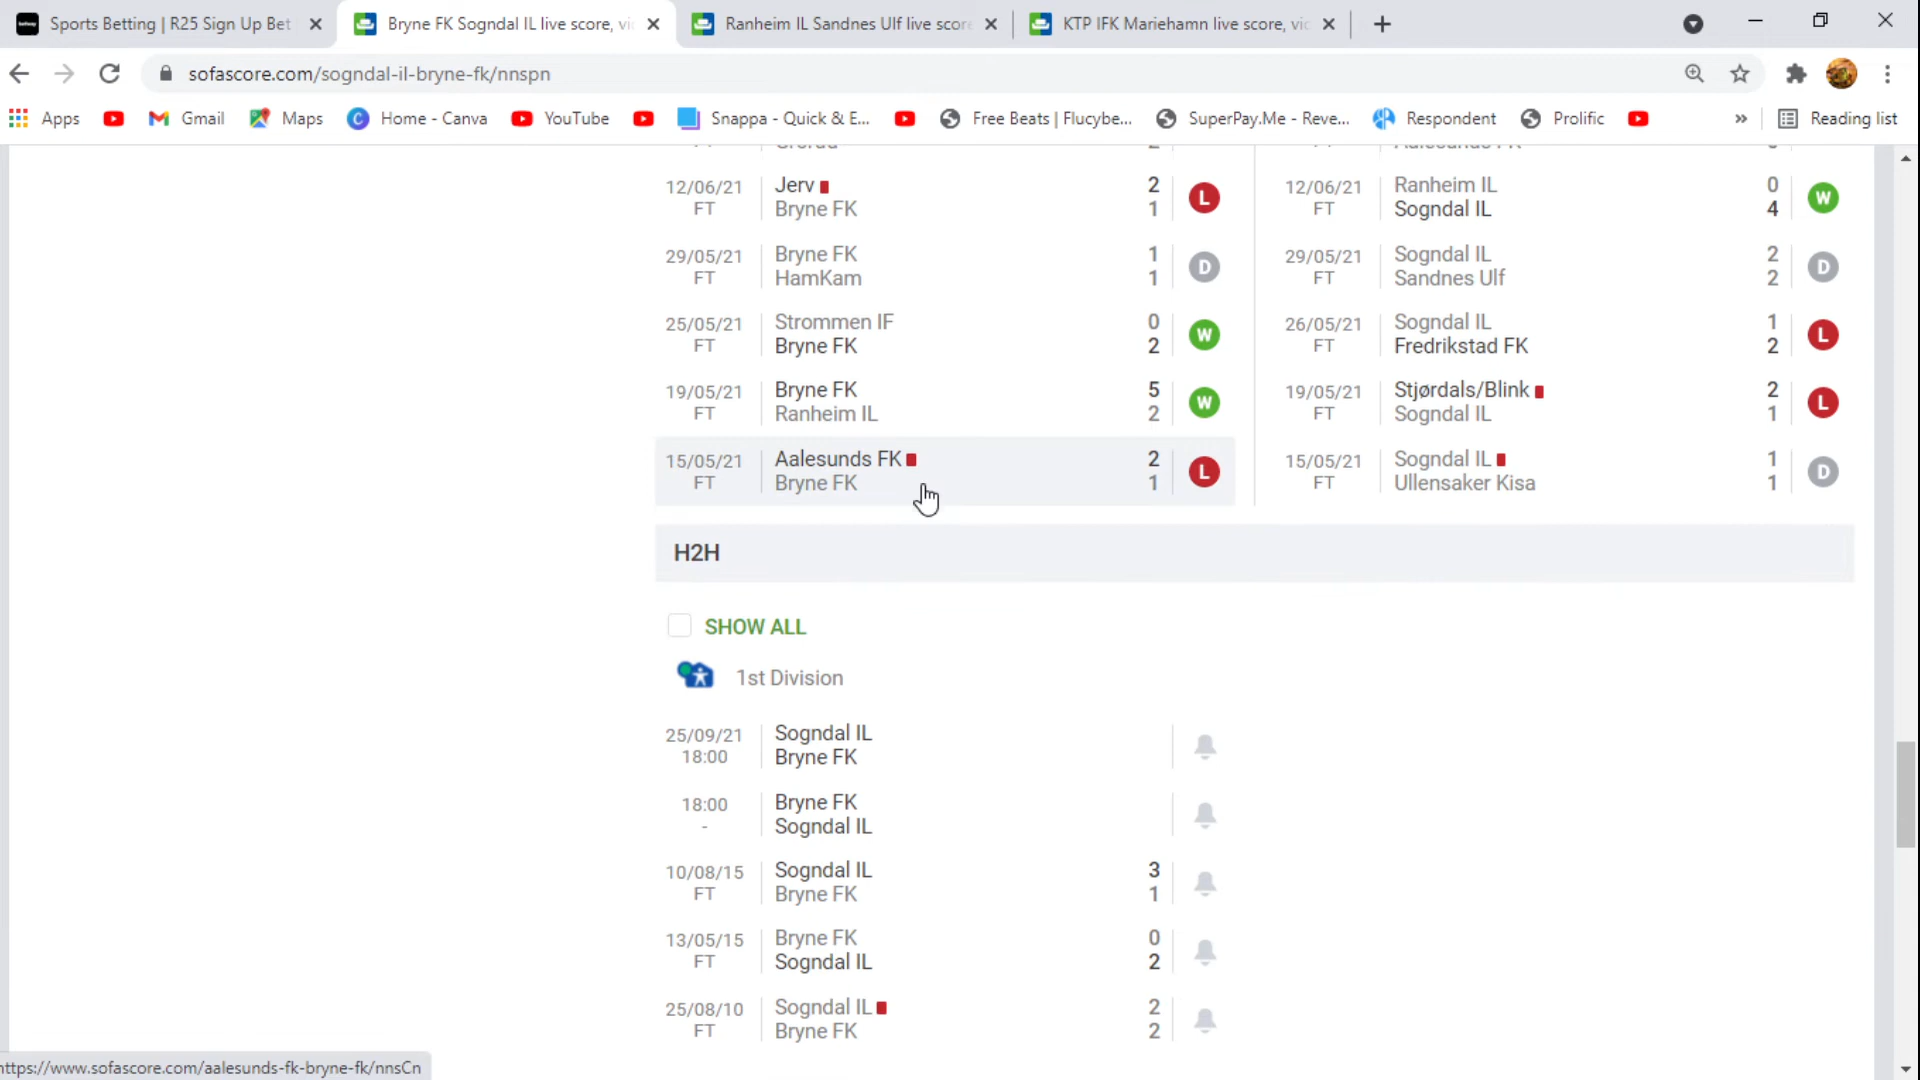 Sports Betting | R25 Sign Up Bet
Bryne FK Sogndal IL live score, vi
Ranheim IL Sandnes Ulf live score
KTP IFK Mariehamn live score, vid
sofascore.com/sogndal-il-bryne-fk/nnspn
Apps
Gmail
Maps
Home - Canva
YouTube
Snappa - Quick & E...
Free Beats | Flucybe...
SuperPay.Me - Reve...
Respondent
Prolific
»
Reading list
12/06/21 Jerv 2
FT Bryne FK 1
L
29/05/21 Bryne FK 1
FT HamKam 1
D
25/05/21 Strommen IF 0
FT Bryne FK 2
W
19/05/21 Bryne FK 5
FT Ranheim IL 2
W
15/05/21 Aalesunds FK 2
FT Bryne FK 1
L
12/06/21 Ranheim IL 0
FT Sogndal IL 4
W
29/05/21 Sogndal IL 2
FT Sandnes Ulf 2
D
26/05/21 Sogndal IL 1
FT Fredrikstad FK 2
L
19/05/21 Stjørdals/Blink 2
FT Sogndal IL 1
L
15/05/21 Sogndal IL 1
FT Ullensaker Kisa 1
D
H2H
SHOW ALL
1st Division
25/09/21 Sogndal IL
18:00 Bryne FK
18:00 Bryne FK
- Sogndal IL
10/08/15 Sogndal IL 3
FT Bryne FK 1
13/05/15 Bryne FK 0
FT Sogndal IL 2
25/08/10 Sogndal IL 2
FT Bryne FK 2
https://www.sofascore.com/aalesunds-fk-bryne-fk/nnsCn